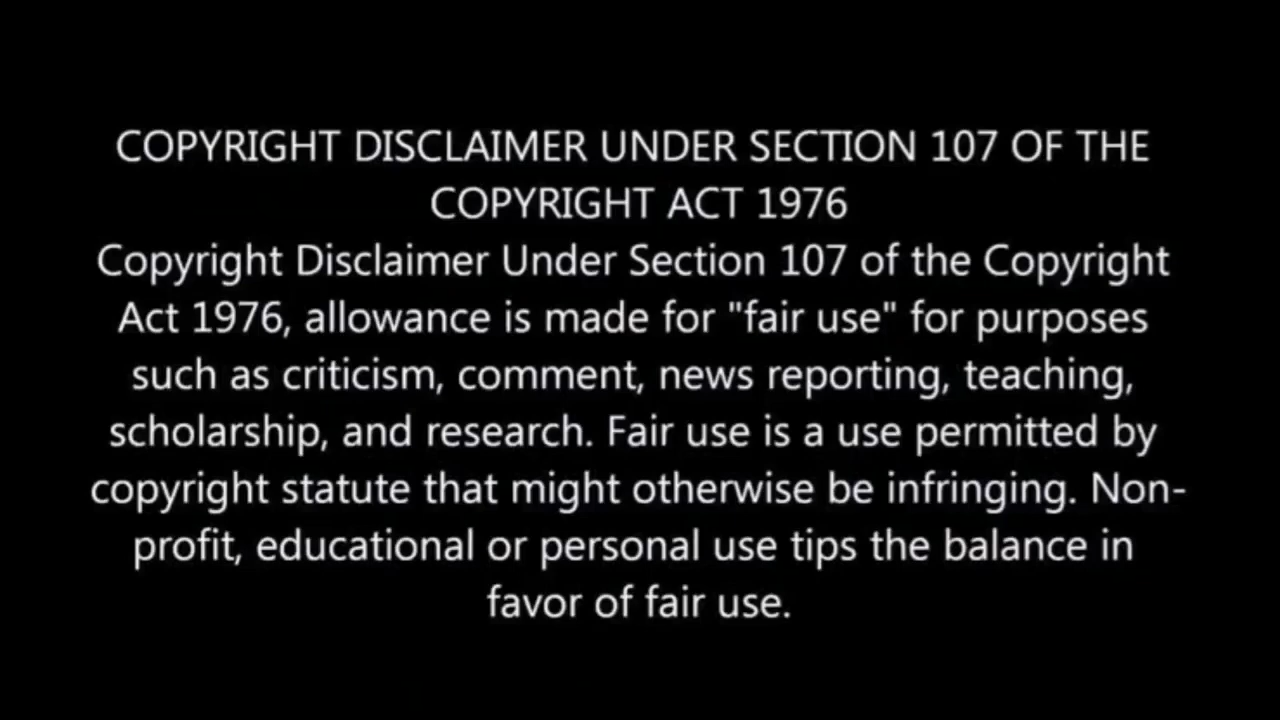 COPYRIGHT DISCLAIMER UNDER SECTION 107 OF THE
COPYRIGHT ACT 1976
Copyright Disclaimer Under Section 107 of the Copyright
Act 1976, allowance is made for "fair use" for purposes
such as criticism, comment, news reporting, teaching,
scholarship, and research. Fair use is a use permitted by
copyright statute that might otherwise be infringing. Non-
profit, educational or personal use tips the balance in
favor of fair use.